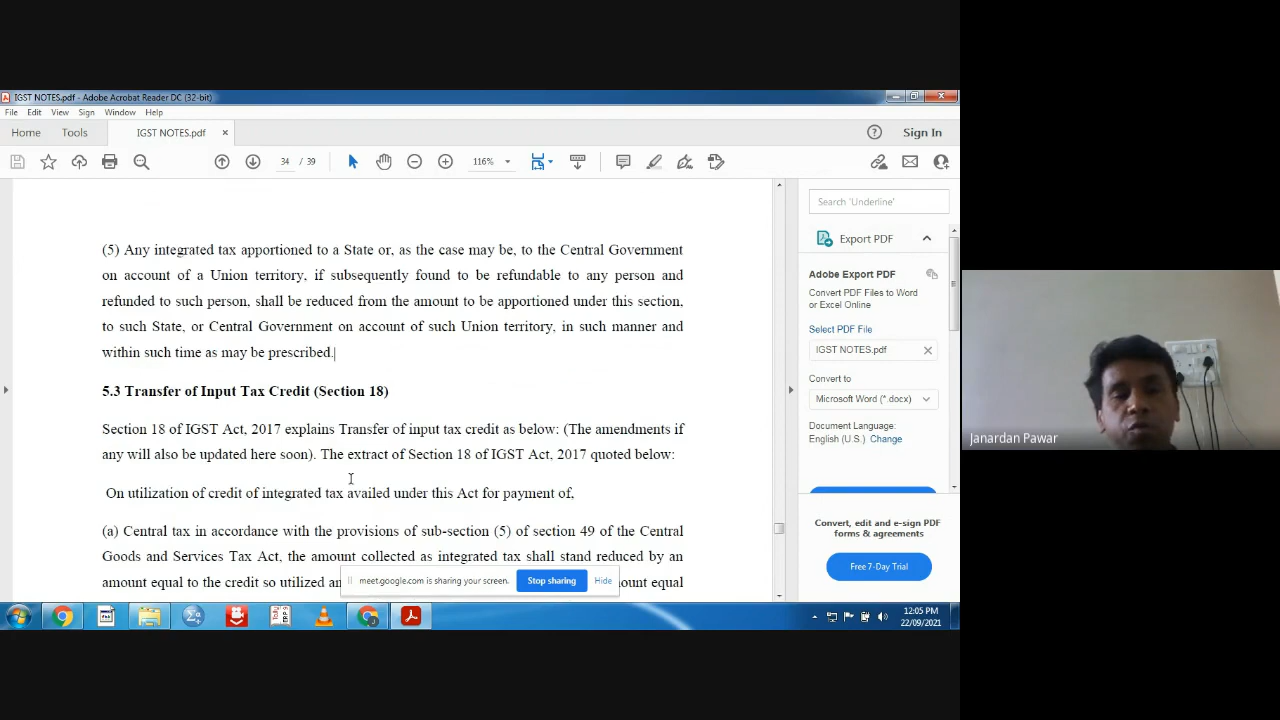 IGST NOTES.pdf - Adobe Acrobat Reader DC (32-bit)
File Edit View Sign Window Help
Home Tools IGST NOTES.pdf × Sign In
34 / 39 116%
(5) Any integrated tax apportioned to a State or, as the case may be, to the Central Government
on account of a Union territory, if subsequently found to be refundable to any person and
refunded to such person, shall be reduced from the amount to be apportioned under this section,
to such State, or Central Government on account of such Union territory, in such manner and
within such time as may be prescribed.
5.3 Transfer of Input Tax Credit (Section 18)
Section 18 of IGST Act, 2017 explains Transfer of input tax credit as below: (The amendments if
any will also be updated here soon). The extract of Section 18 of IGST Act, 2017 quoted below:
On utilization of credit of integrated tax availed under this Act for payment of,
(a) Central tax in accordance with the provisions of sub-section (5) of section 49 of the Central
Goods and Services Tax Act, the amount collected as integrated tax shall stand reduced by an
amount equal to the credit so utilized
equal
meet.google.com is sharing your screen. Stop sharing Hide
Search 'Underline'
Export PDF
Adobe Export PDF
Convert PDF Files to Word
or Excel Online
Select PDF File
IGST NOTES.pdf
Convert to
Microsoft Word (*.docx)
Document Language:
English (U.S.) Change
Convert, edit and e-sign PDF
forms & agreements
Free 7-Day Trial
12:05 PM
22/09/2021
Janardan Pawar